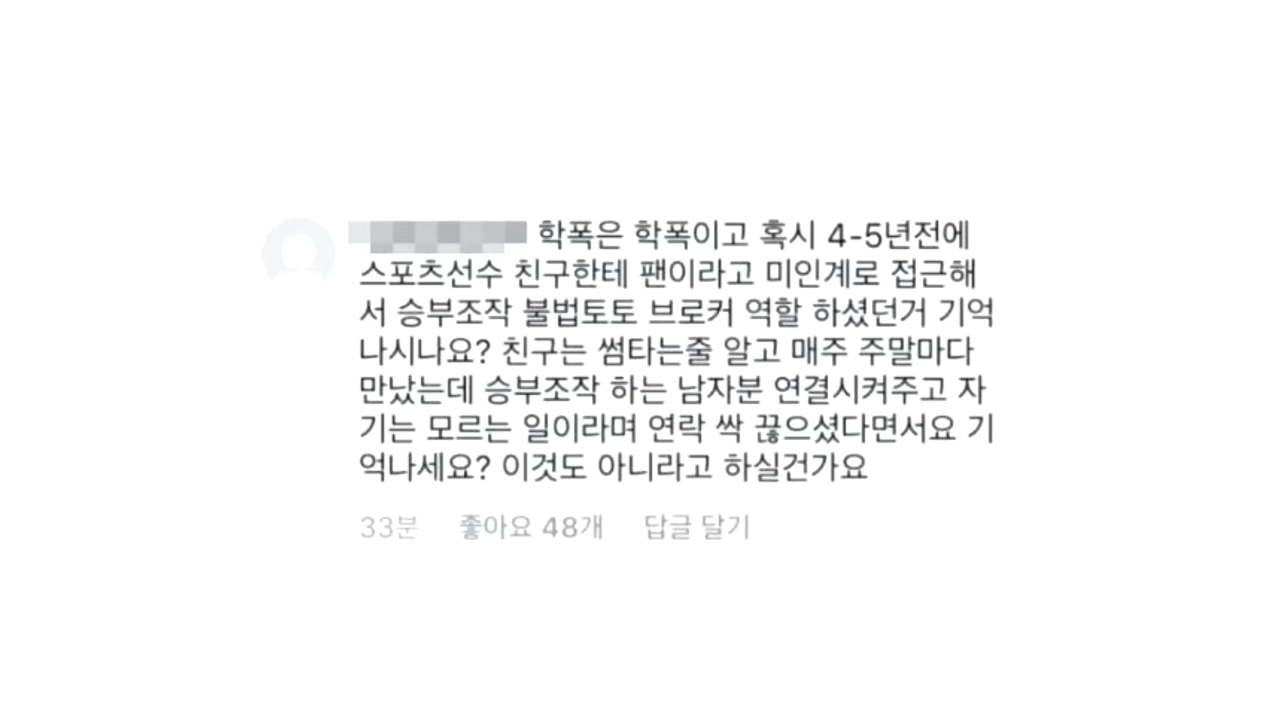 학폭은 학폭이고 혹시 4-5년전에
스포츠선수 친구한테 팬이라고 미인계로 접근해
서 승부조작 불법토토 브로커 역할 하셨던거 기억
나시나요? 친구는 썸타는줄 알고 매주 주말마다
만났는데 승부조작 하는 남자분 연결시켜주고 자
기는 모르는 일이라며 연락 싹 끊으셨다면서요 기
억나세요? 이것도 아니라고 하실건가요
33분 좋아요 48개 답글 달기